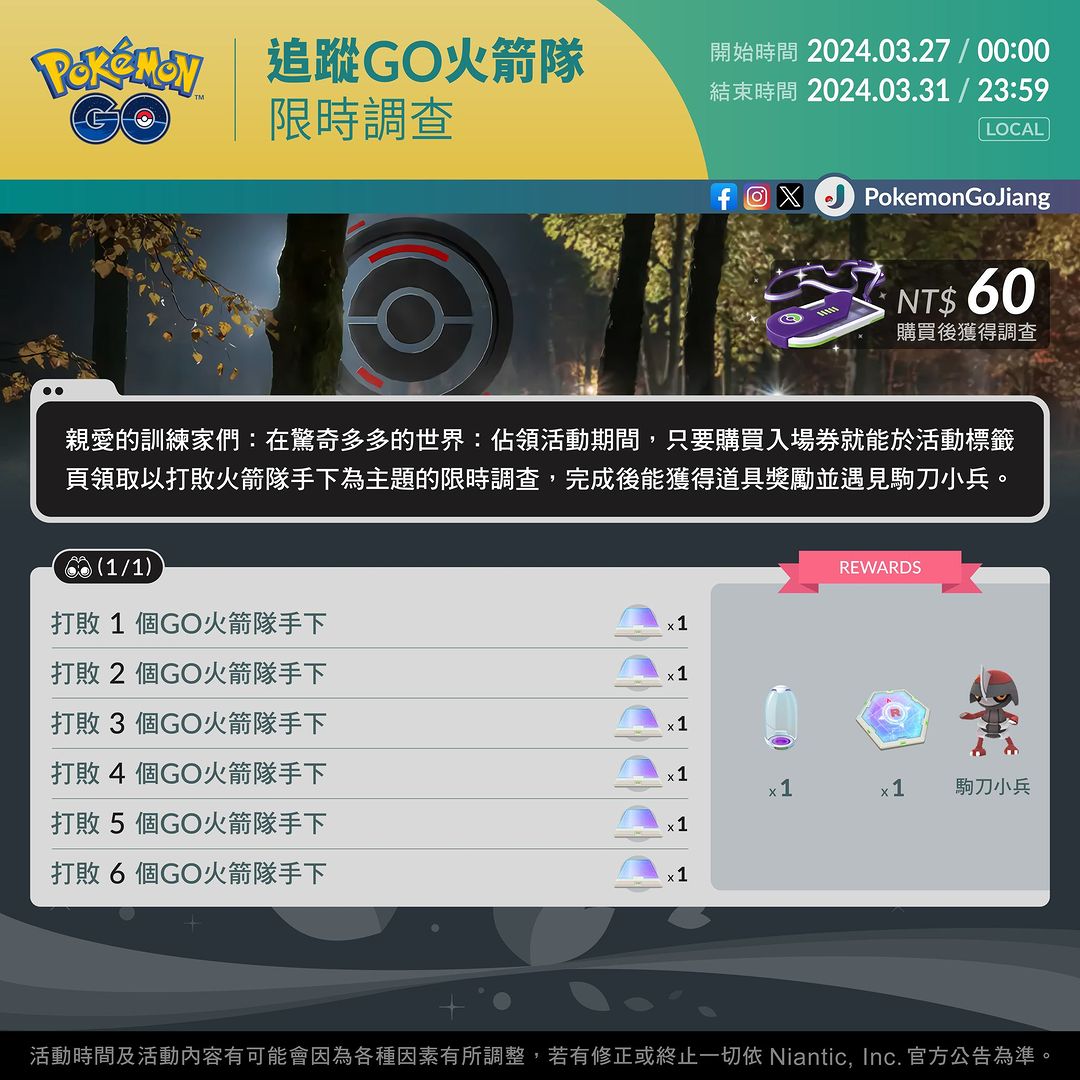 POKÉMON
GO
TM
追蹤GO火箭隊
限時調查
開始時間 2024.03.27 / 00:00
結束時間 2024.03.31 / 23:59
LOCAL
PokemonGoJiang
NT$ 60
購買後獲得調查
親愛的訓練家們：在驚奇多多的世界：佔領活動期間，只要購買入場券就能於活動標籤
頁領取以打敗火箭隊手下為主題的限時調查，完成後能獲得道具獎勵並遇見駒刀小兵。
(1/1)
REWARDS
打敗 1 個GO火箭隊手下 x1
打敗 2 個GO火箭隊手下 x1
打敗 3 個GO火箭隊手下 x1
打敗 4 個GO火箭隊手下 x1
打敗 5 個GO火箭隊手下 x1
打敗 6 個GO火箭隊手下 x1
R
x1 x1 駒刀小兵
活動時間及活動內容有可能會因為各種因素有所調整，若有修正或終止一切依 Niantic, Inc. 官方公告為準。